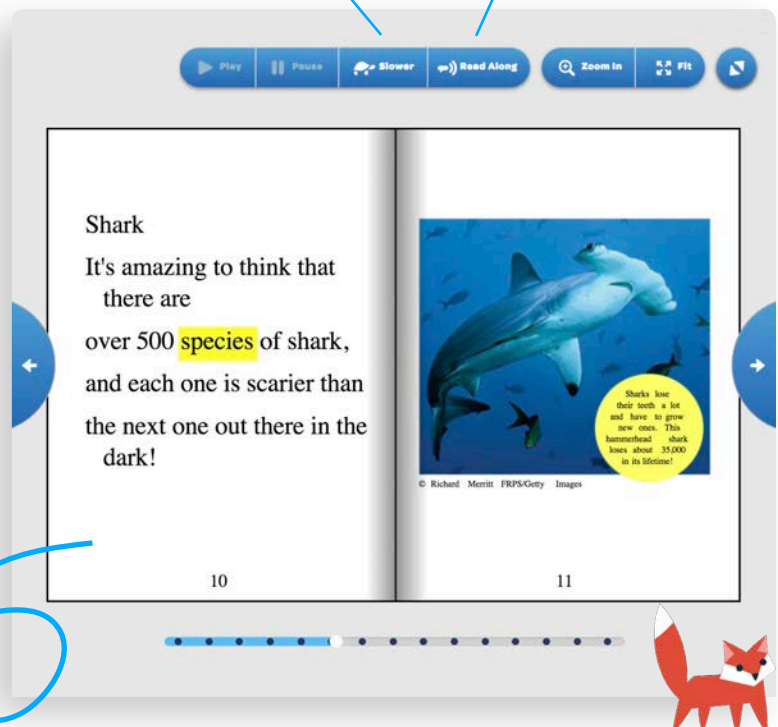 Play Pause Slower Read Along Zoom In Fit
Shark
It's amazing to think that
there are
over 500 species of shark,
and each one is scarier than
the next one out there in the
dark!
10
Sharks lose
their teeth a lot
and have to grow
new ones. This
hammerhead shark
loses about 35,000
in its lifetime!
© Richard Merritt FRPS/Getty Images
11